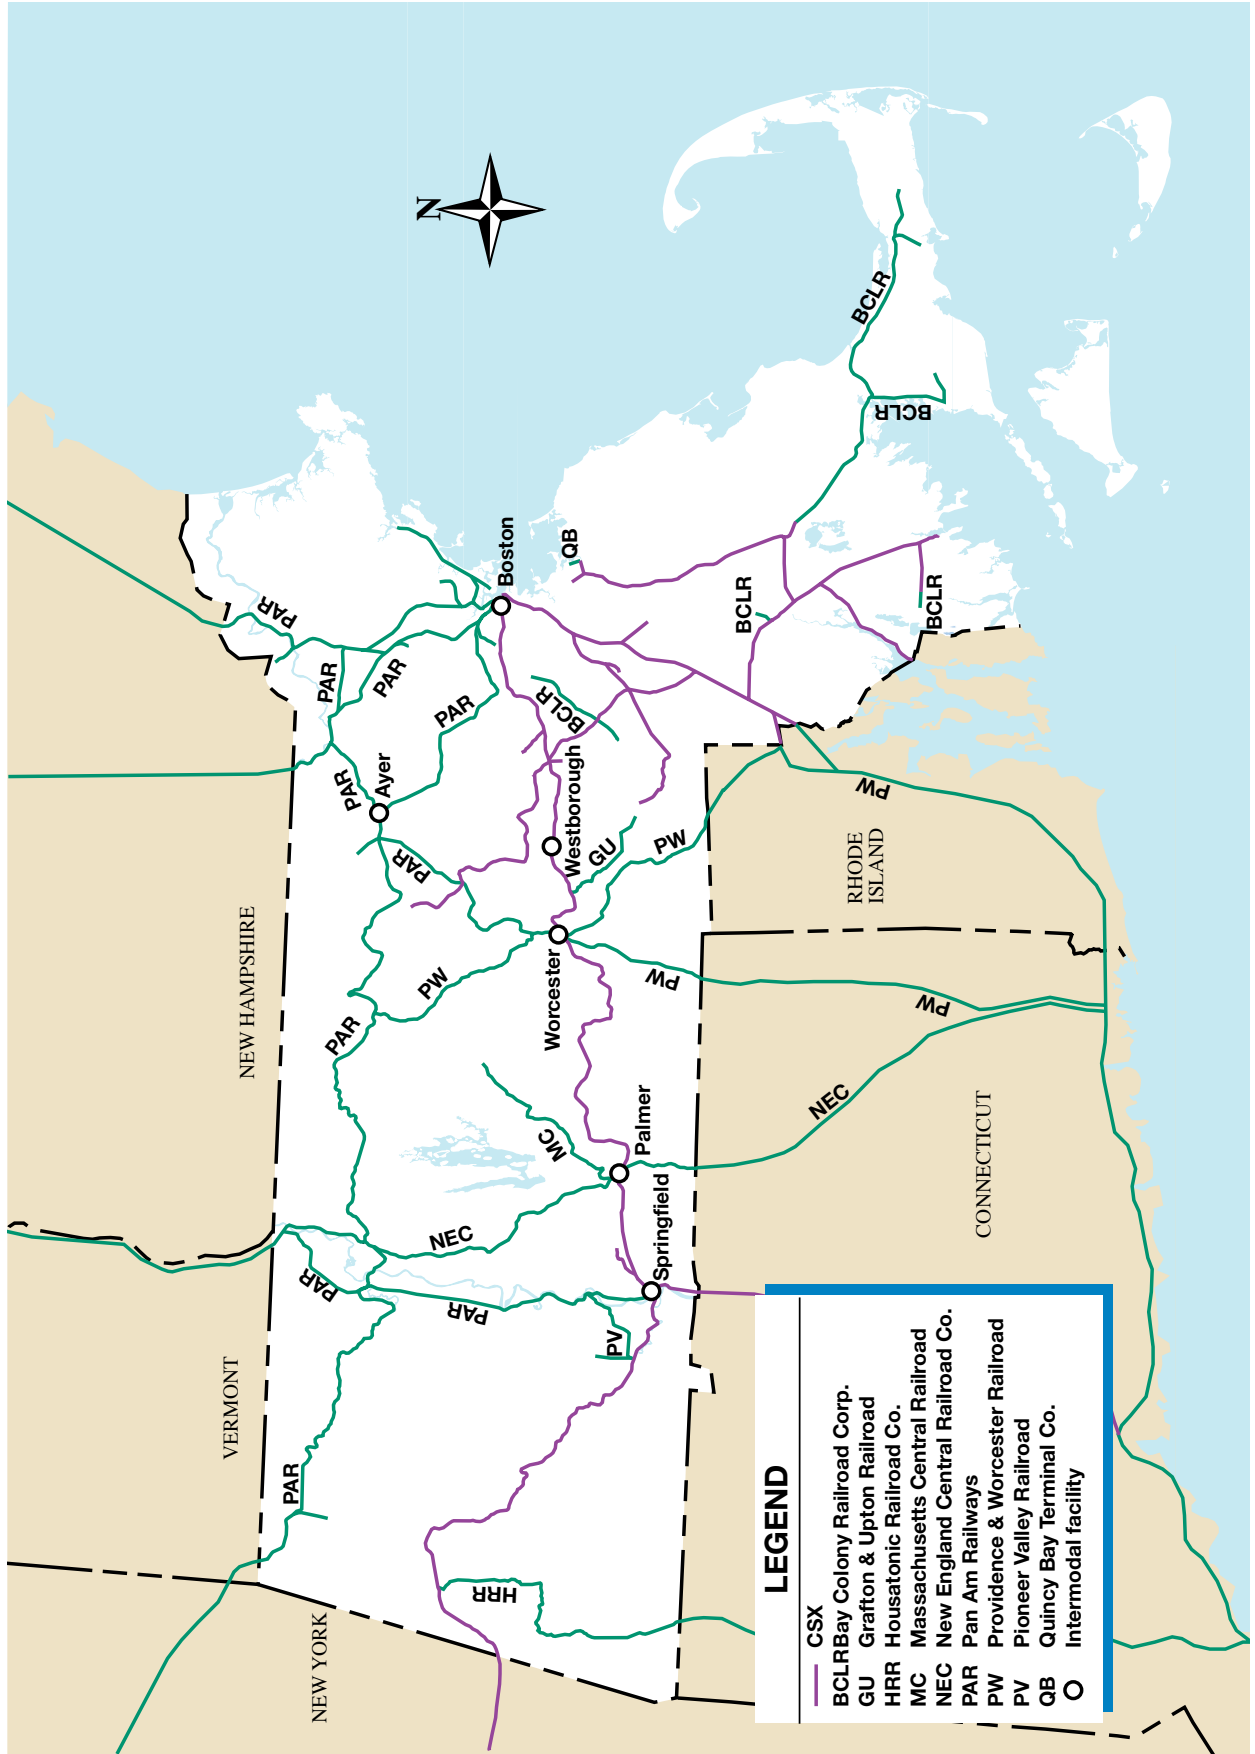 N
NEW HAMPSHIRE
VERMONT
NEW YORK
CONNECTICUT
RHODE
ISLAND
PAR
PAR
PAR
PAR
PAR
Ayer
PAR
PAR
PAR
PAR
PAR
Boston
QB
BCLR
Westborough
GU
PW
PW
Worcester
PW
PW
PW
MC
Palmer
NEC
NEC
Springfield
PV
HRR
BCLR
BCLR
BCLR
BCLR
LEGEND
CSX
BCLR Bay Colony Railroad Corp.
GU Grafton & Upton Railroad
HRR Housatonic Railroad Co.
MC Massachusetts Central Railroad
NEC New England Central Railroad Co.
PAR Pan Am Railways
PW Providence & Worcester Railroad
PV Pioneer Valley Railroad
QB Quincy Bay Terminal Co.
Intermodal facility